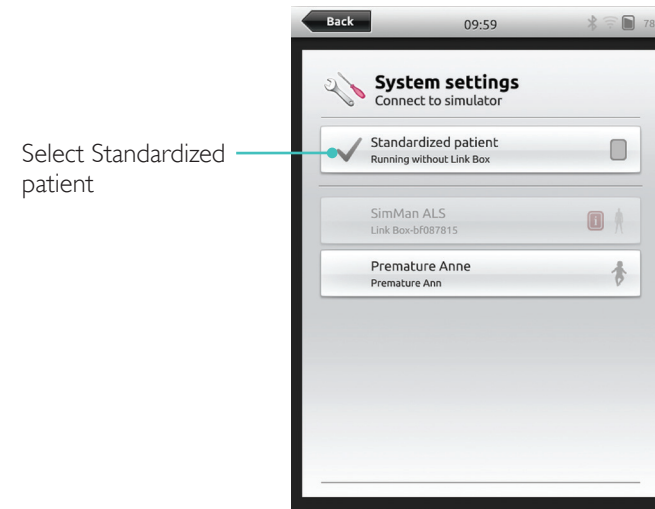 Back
09:59
78
System settings
Connect to simulator
Select Standardized
patient
Standardized patient
Running without Link Box
SimMan ALS
Link Box-bf087815
Premature Anne
Premature Ann